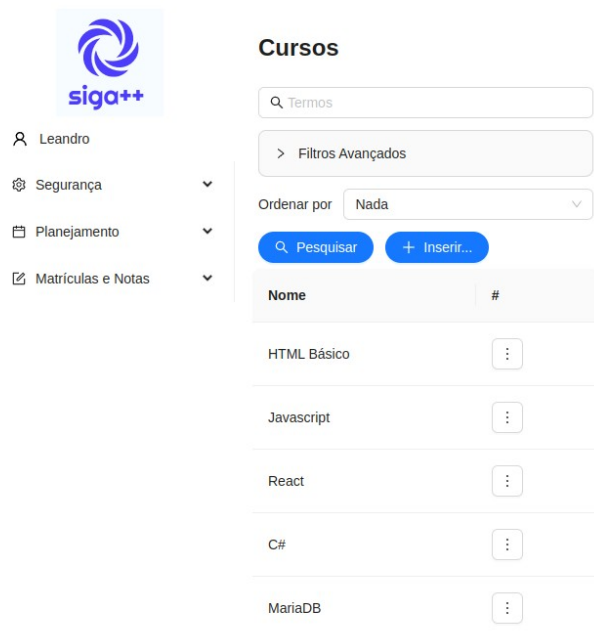 siga++
Leandro
Segurança
Planejamento
Matrículas e Notas
Cursos
Termos
Filtros Avançados
Ordenar por Nada
Pesquisar + Inserir...
Nome #
HTML Básico
Javascript
React
C#
MariaDB